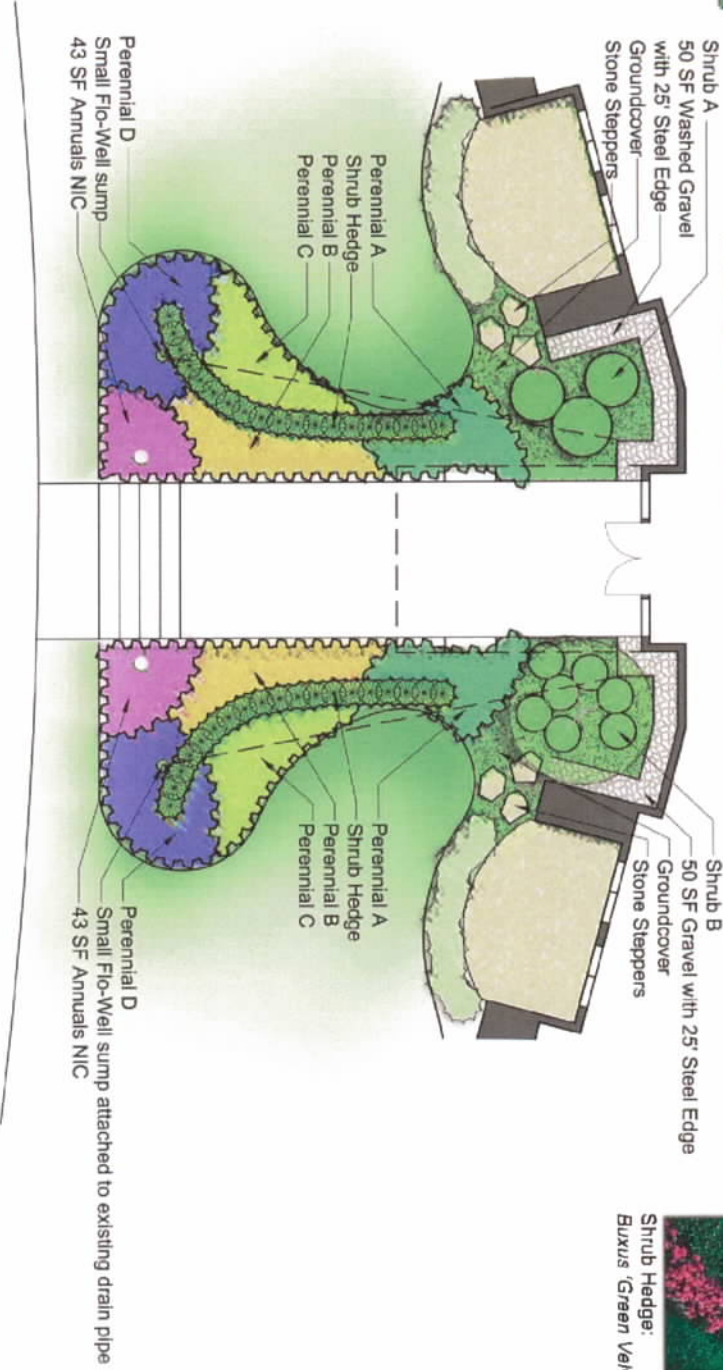 Shrub A
50 SF Washed Gravel
with 25' Steel Edge
Groundcover
Stone Steppers
Perennial A
Shrub Hedge
Perennial B
Perennial C
Perennial D
Small Flo-Well sump
43 SF Annuals NIC
Shrub B
50 SF Gravel with 25' Steel Edge
Groundcover
Stone Steppers
Perennial A
Shrub Hedge
Perennial B
Perennial C
Perennial D
Small Flo-Well sump attached to existing drain pipe
43 SF Annuals NIC
Shrub Hedge:
Buxus 'Green